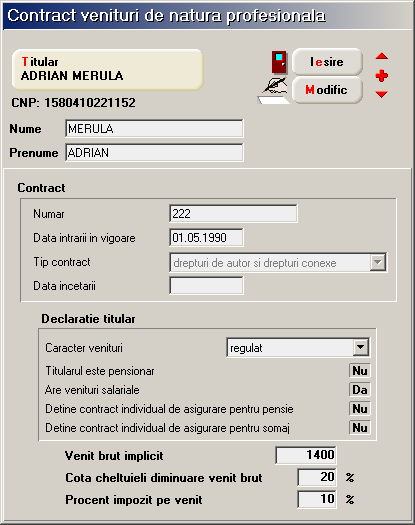 Contract venituri de natura profesionala
Titular
ADRIAN MERULA
Iesire
Modific
CNP: 1580410221152
Nume MERULA
Prenume ADRIAN
Contract
Numar 222
Data intrarii in vigoare 01.05.1990
Tip contract drepturi de autor si drepturi conexe
Data incetarii
Declaratie titular
Caracter venituri regulat
Titularul este pensionar Nu
Are venituri salariale Da
Detine contract individual de asigurare pentru pensie Nu
Detine contract individual de asigurare pentru somaj Nu
Venit brut implicit 1400
Cota cheltuieli diminuare venit brut 20 %
Procent impozit pe venit 10 %